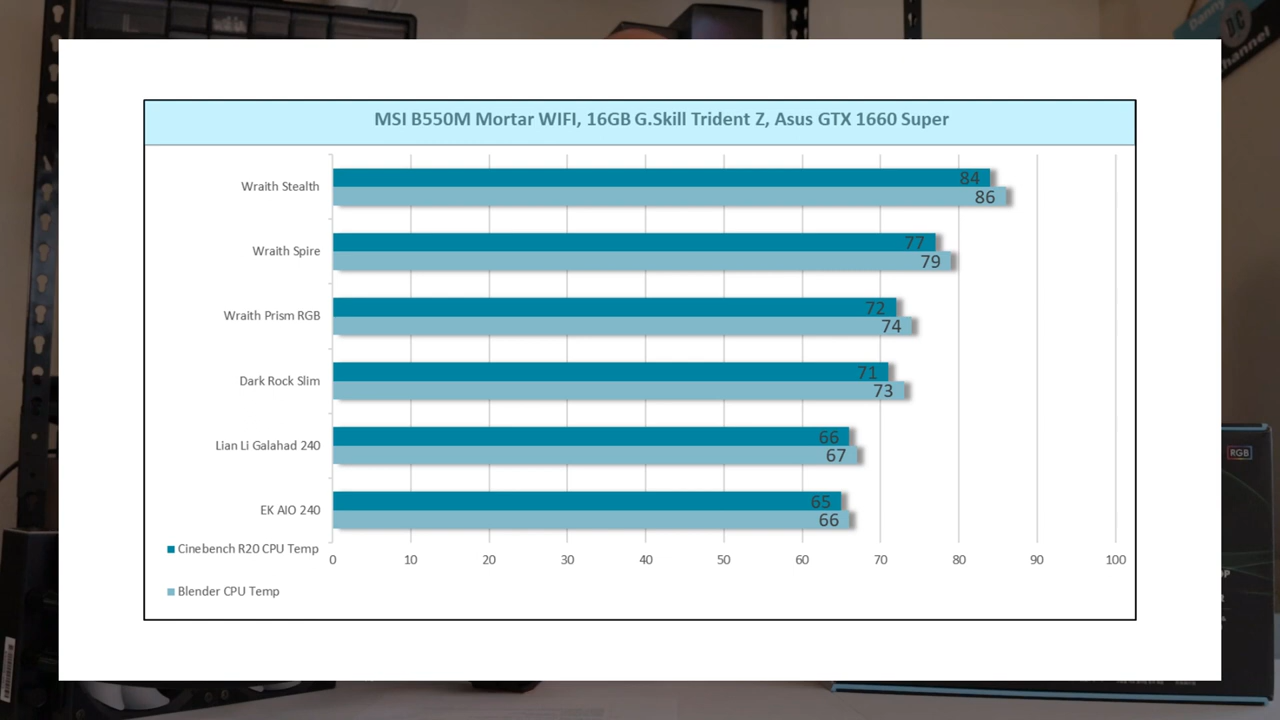 Danny
DC
Channel
MSI B550M Mortar WIFI, 16GB G.Skill Trident Z, Asus GTX 1660 Super
Wraith Stealth
84
86
Wraith Spire
77
79
Wraith Prism RGB
72
74
Dark Rock Slim
71
73
Lian Li Galahad 240
66
67
EK AIO 240
65
66
0 10 20 30 40 50 60 70 80 90 100
Cinebench R20 CPU Temp
Blender CPU Temp
RGB